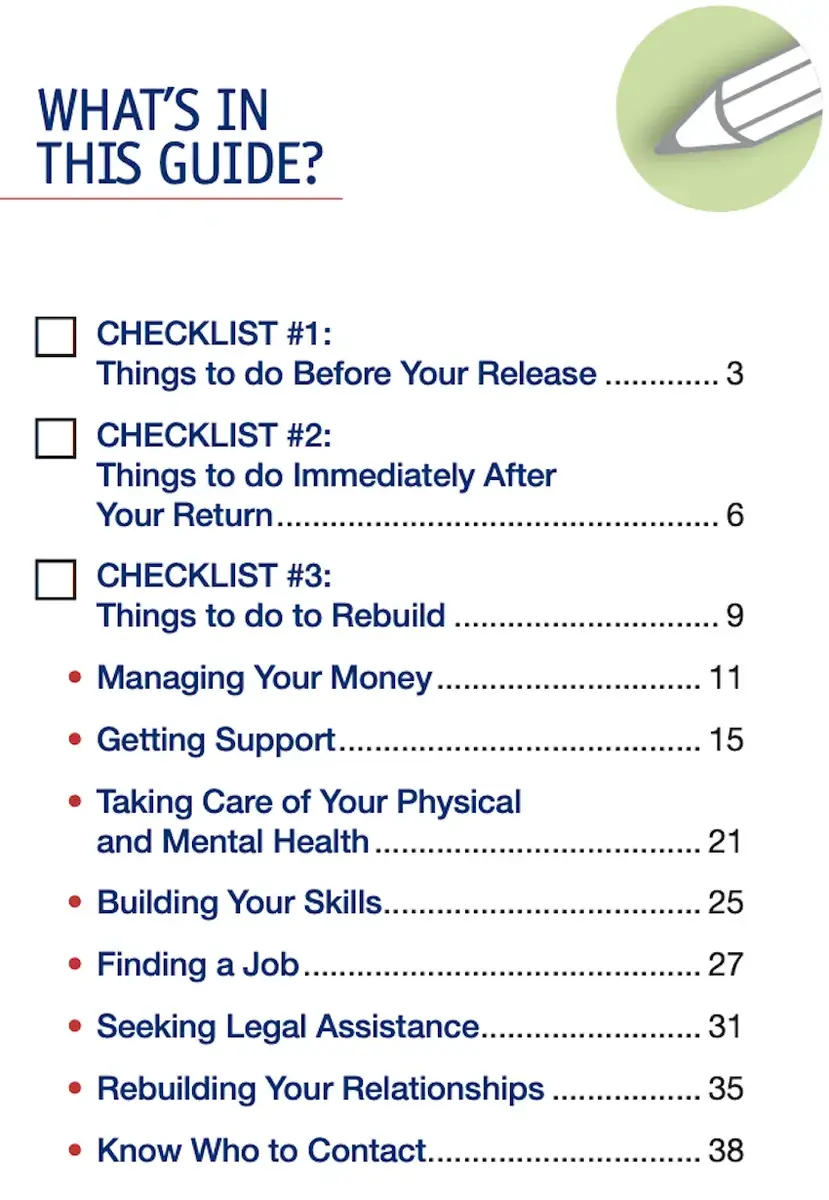 WHAT'S IN
THIS GUIDE?
CHECKLIST #1:
Things to do Before Your Release ............. 3
CHECKLIST #2:
Things to do Immediately After
Your Return.................................................. 6
CHECKLIST #3:
Things to do to Rebuild .............................. 9
• Managing Your Money.............................. 11
• Getting Support......................................... 15
• Taking Care of Your Physical
and Mental Health..................................... 21
• Building Your Skills.................................... 25
• Finding a Job............................................. 27
• Seeking Legal Assistance......................... 31
• Rebuilding Your Relationships ................. 35
• Know Who to Contact............................... 38